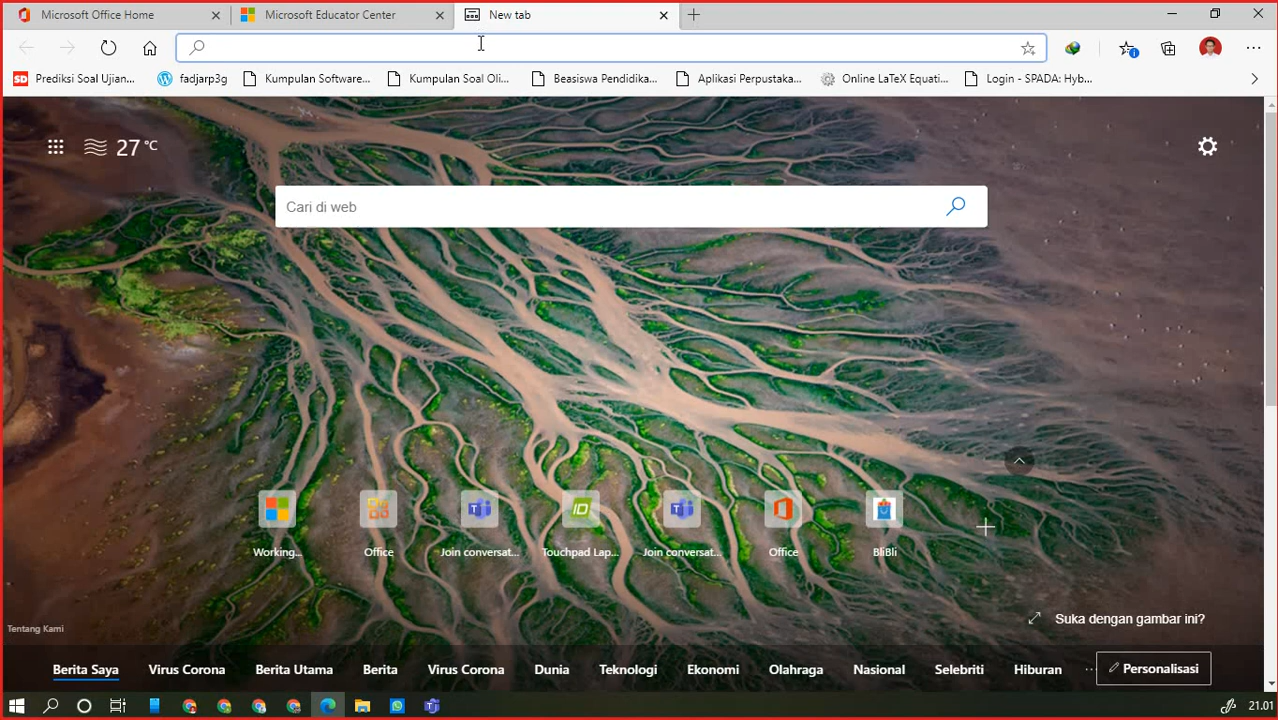 Microsoft Office Home
Microsoft Educator Center
New tab
SD Prediksi Soal Ujian...
fadjarp3g
Kumpulan Software...
Kumpulan Soal Oli...
Beasiswa Pendidika...
Aplikasi Perpustaka...
Online LaTeX Equati...
Login - SPADA: Hyb...
27 °C
Cari di web
Working...
Office
Join conversat...
iD
Touchpad Lap...
Join conversat...
Office
BliBli
Suka dengan gambar ini?
Tentang Kami
Berita Saya
Virus Corona
Berita Utama
Berita
Virus Corona
Dunia
Teknologi
Ekonomi
Olahraga
Nasional
Selebriti
Hiburan
...
Personalisasi
21.01